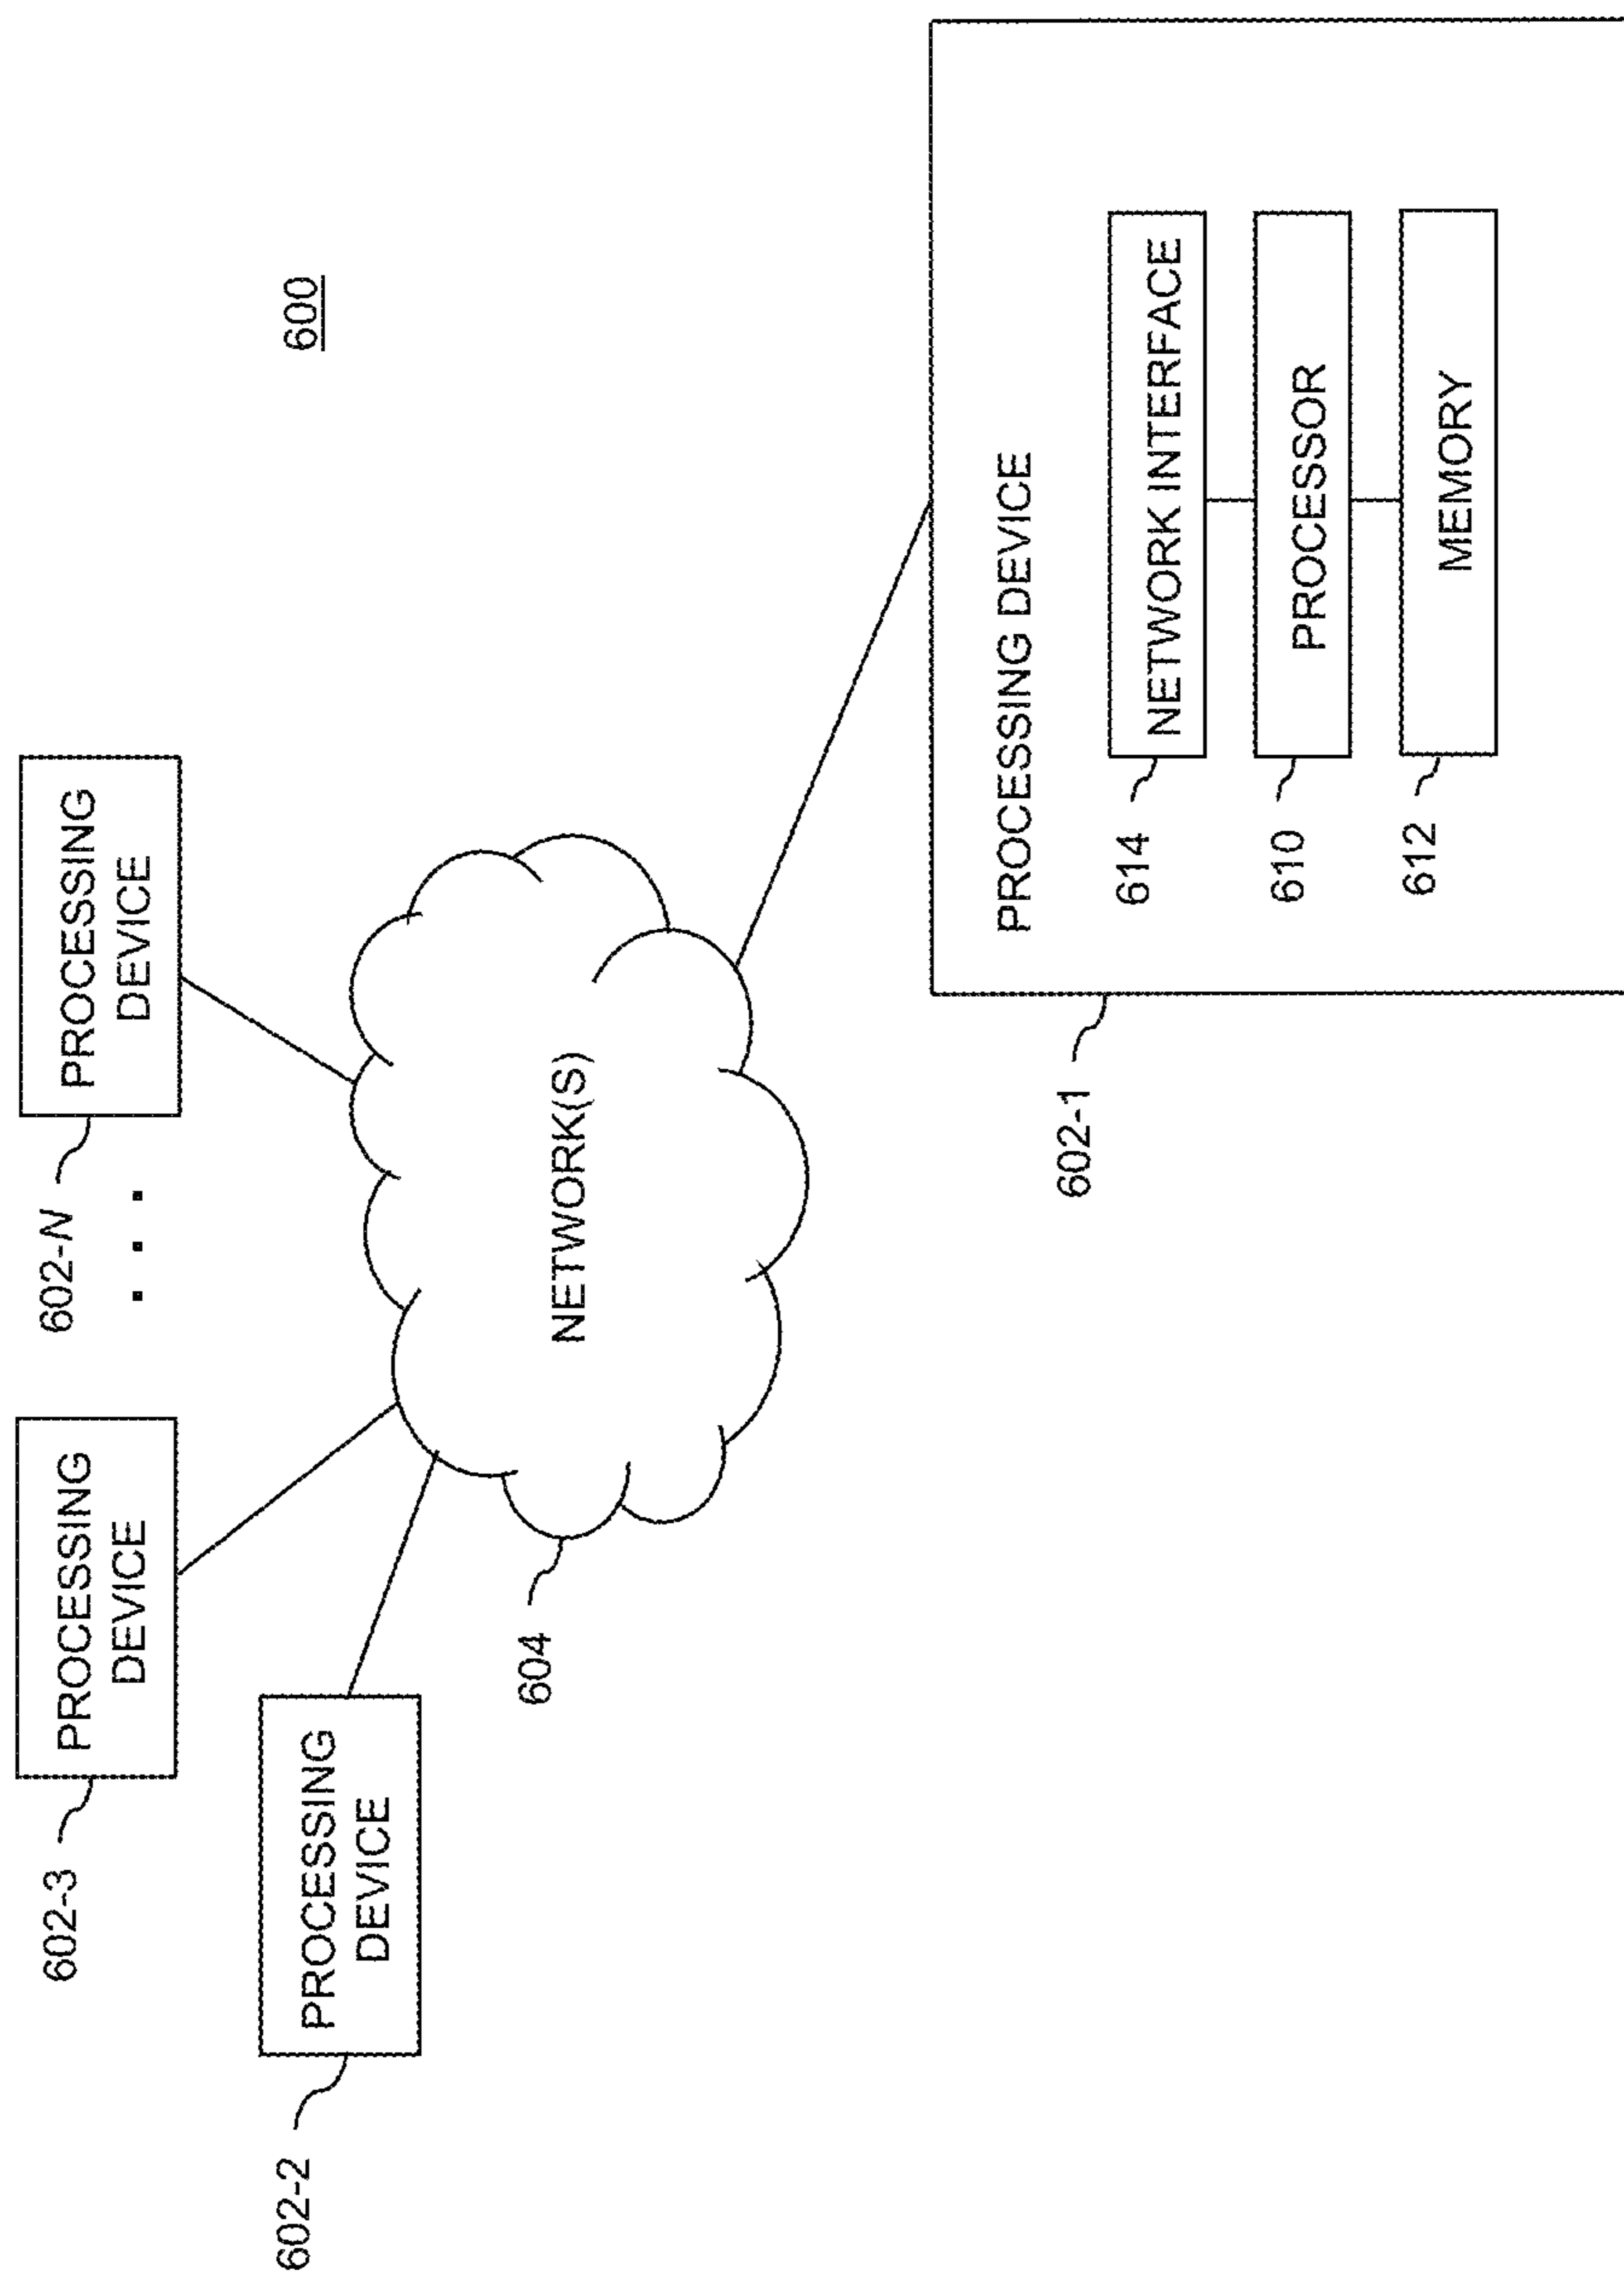 600
602-2
PROCESSING
DEVICE
602-3
PROCESSING
DEVICE
602-N
PROCESSING
DEVICE
. . .
604
NETWORK(S)
602-1
PROCESSING DEVICE
614
NETWORK INTERFACE
610
PROCESSOR
612
MEMORY